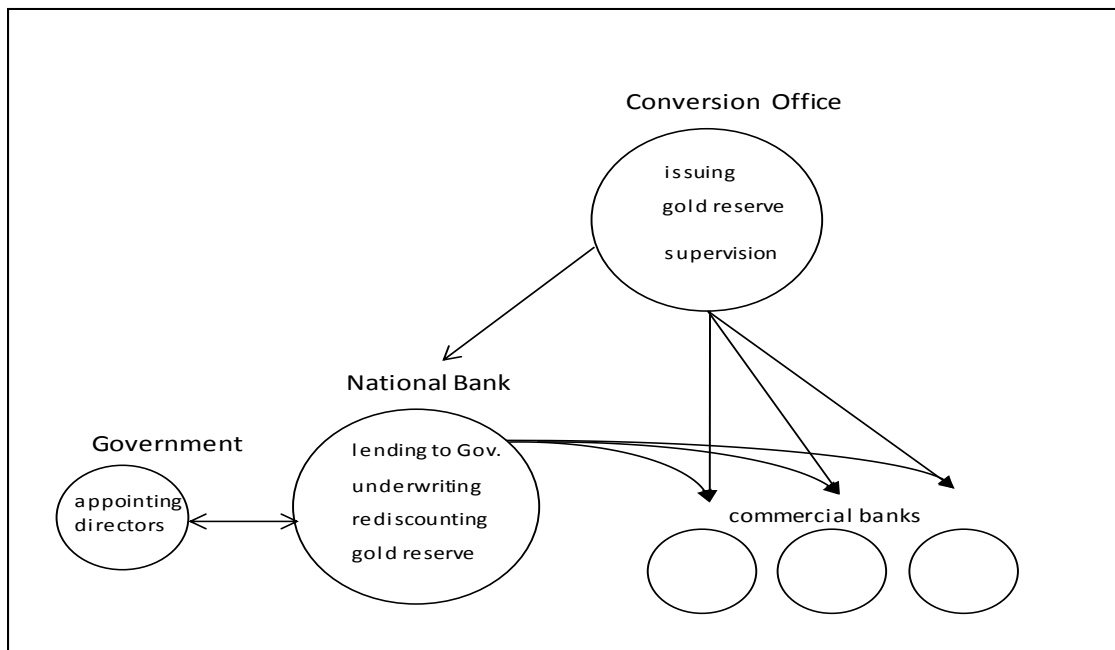 Conversion Office
issuing
gold reserve
supervision
National Bank
lending to Gov.
underwriting
rediscounting
gold reserve
Government
appointing
directors
commercial banks